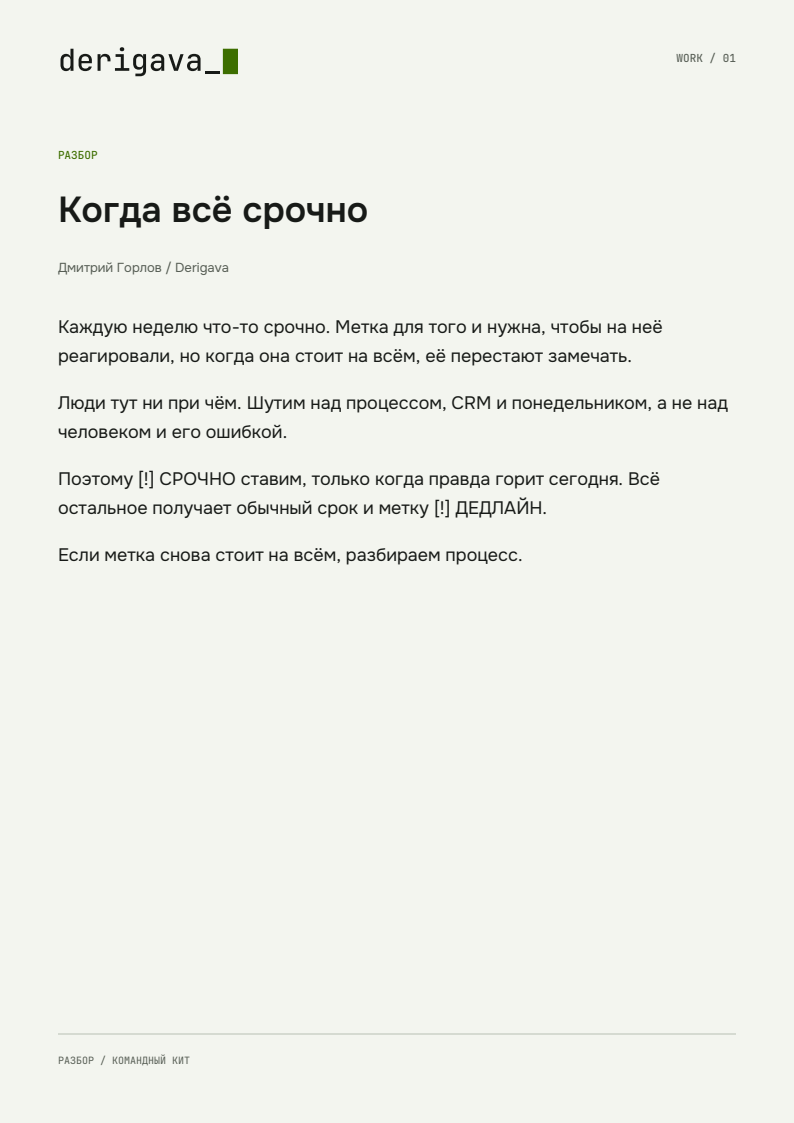 derigava_
WORK / 01
РАЗБОР
Когда всё срочно
Дмитрий Горлов / Derigava
Каждую неделю что-то срочно. Метка для того и нужна, чтобы на неё
реагировали, но когда она стоит на всём, её перестают замечать.
Люди тут ни при чём. Шутим над процессом, CRM и понедельником, а не над
человеком и его ошибкой.
Поэтому [!] СРОЧНО ставим, только когда правда горит сегодня. Всё
остальное получает обычный срок и метку [!] ДЕДЛАЙН.
Если метка снова стоит на всём, разбираем процесс.
РАЗБОР / КОМАНДНЫЙ КИТ